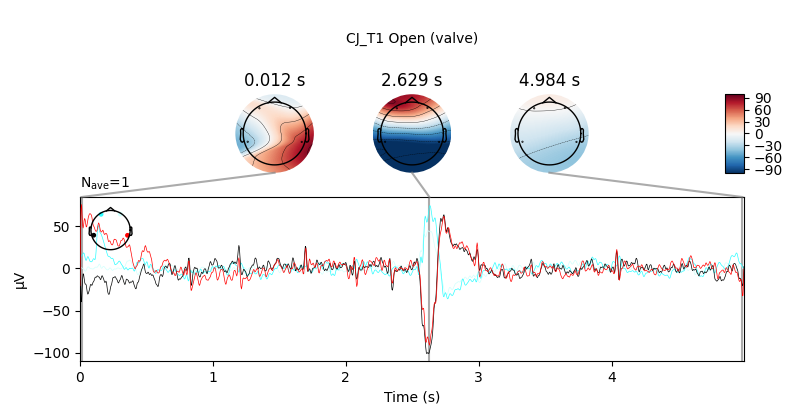 CJ_T1 Open (valve)
0.012 s 2.629 s 4.984 s
90
60
30
0
−30
−60
−90
Nave=1
50
0
−50
−100
µV
0 1 2 3 4
Time (s)